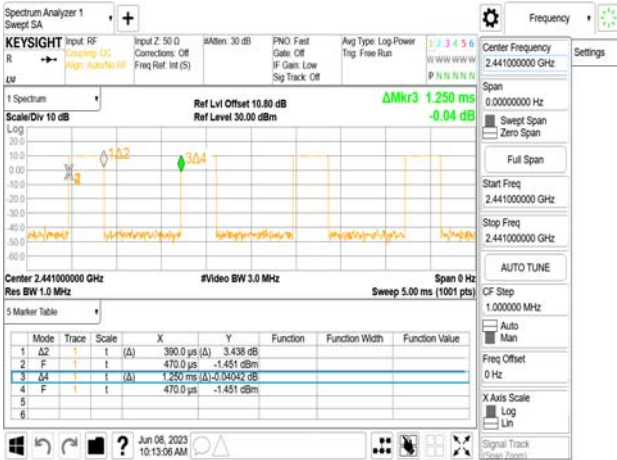 Spectrum Analyzer 1
Swept SA
+
Frequency
KEYSIGHT
Input: RF
Coupling: DC
Align: Auto/No RF
Input Z: 50 Ω
Corrections: Off
Freq Ref: Int (S)
#Atten: 30 dB
PNO: Fast
Gate: Off
IF Gain: Low
Sig Track: Off
Avg Type: Log-Power
Trig: Free Run
1 2 3 4 5 6
W W W W W W
P N N N N N
R
LXI
Center Frequency
2.441000000 GHz
Settings
1 Spectrum
Scale/Div 10 dB
Ref Lvl Offset 10.80 dB
Ref Level 30.00 dBm
ΔMkr3 1.250 ms
-0.04 dB
Span
0.00000000 Hz
Swept Span
Zero Span
Full Span
Start Freq
2.441000000 GHz
Stop Freq
2.441000000 GHz
AUTO TUNE
CF Step
1.000000 MHz
Auto
Man
Freq Offset
0 Hz
X Axis Scale
Log
Lin
Signal Track
(Span Zoom)
Log
20.0
10.0
0.00
-10.0
-20.0
-30.0
-40.0
-50.0
-60.0
1Δ2
3Δ4
Center 2.441000000 GHz
Res BW 1.0 MHz
#Video BW 3.0 MHz
Span 0 Hz
Sweep 5.00 ms (1001 pts)
5 Marker Table
Mode Trace Scale X Y Function Function Width Function Value
1 Δ2 1 t (Δ) 390.0 µs (Δ) 3.438 dB
2 F 1 t 470.0 µs -1.451 dBm
3 Δ4 1 t (Δ) 1.250 ms (Δ) -0.04042 dB
4 F 1 t 470.0 µs -1.451 dBm
5
6
?
Jun 08, 2023
10:13:06 AM